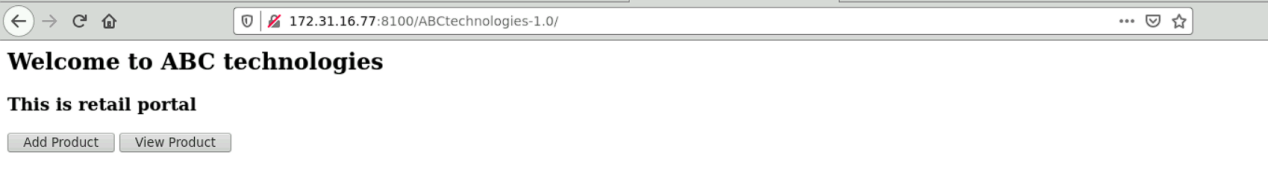 172.31.16.77:8100/ABCtechnologies-1.0/
Welcome to ABC technologies
This is retail portal
Add Product View Product